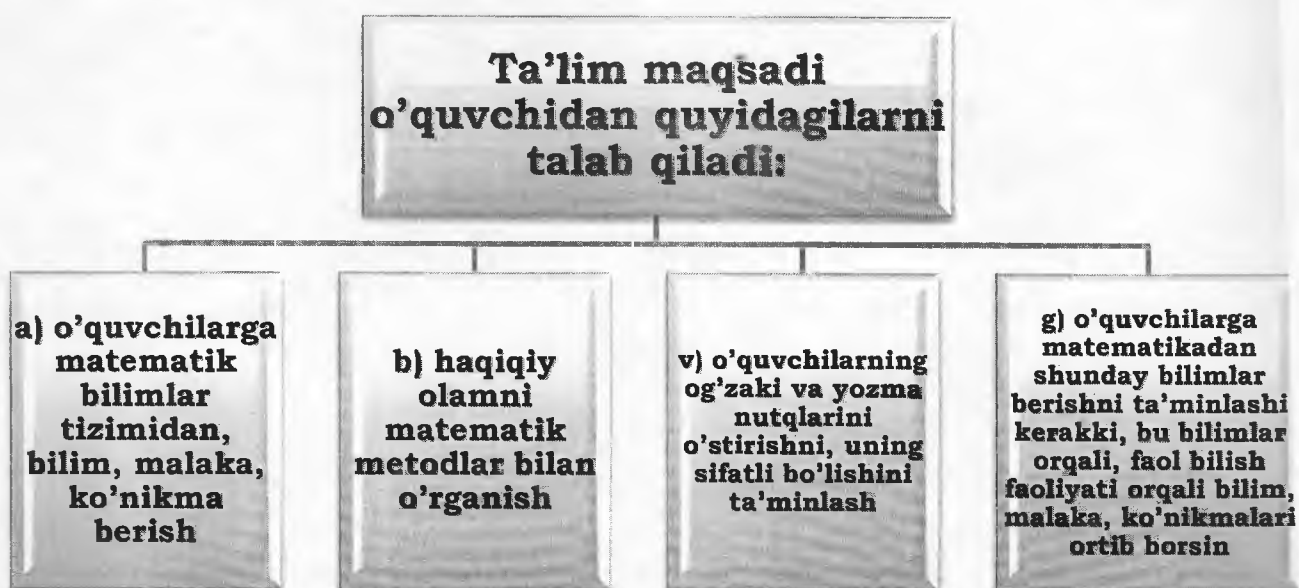 Ta'lim maqsadi
o'quvchidan quyidagilarni
talab qiladi:
a) o'quvchilarga
matematik
bilimlar
tizimidan,
bilim, malaka,
ko'nikma
berish
b) haqiqiy
olamni
matematik
metodlar bilan
o'rganish
v) o'quvchilarning
og'zaki va yozma
nutqlarini
o'stirishni, uning
sifatli bo'lishini
ta'minlash
g) o'quvchilarga
matematikadan
shunday bilimlar
berishni ta'minlashi
kerakki, bu bilimlar
orqali, faol bilish
faoliyati orqali bilim,
malaka, ko'nikmalari
ortib borsin